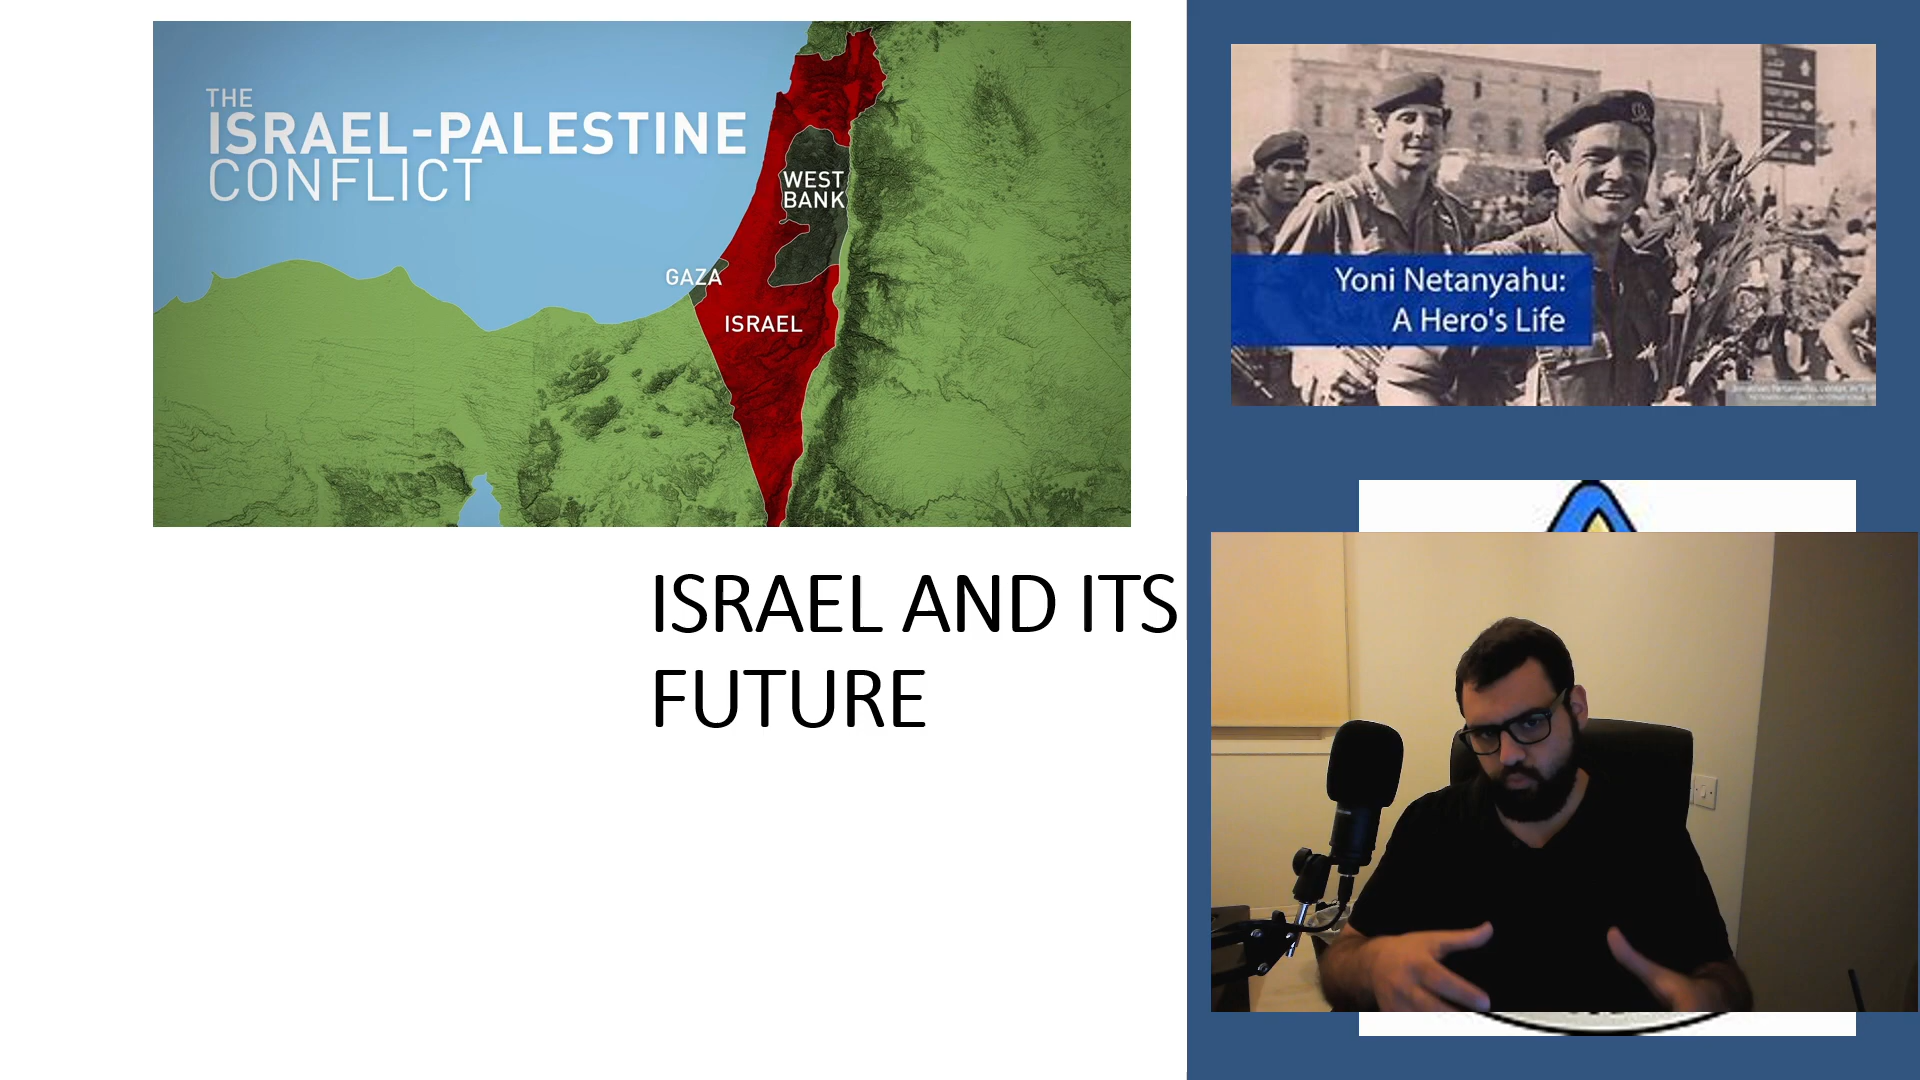 THE
ISRAEL-PALESTINE
CONFLICT
WEST
BANK
GAZA
ISRAEL
Yoni Netanyahu:
A Hero's Life
ISRAEL AND ITS
FUTURE